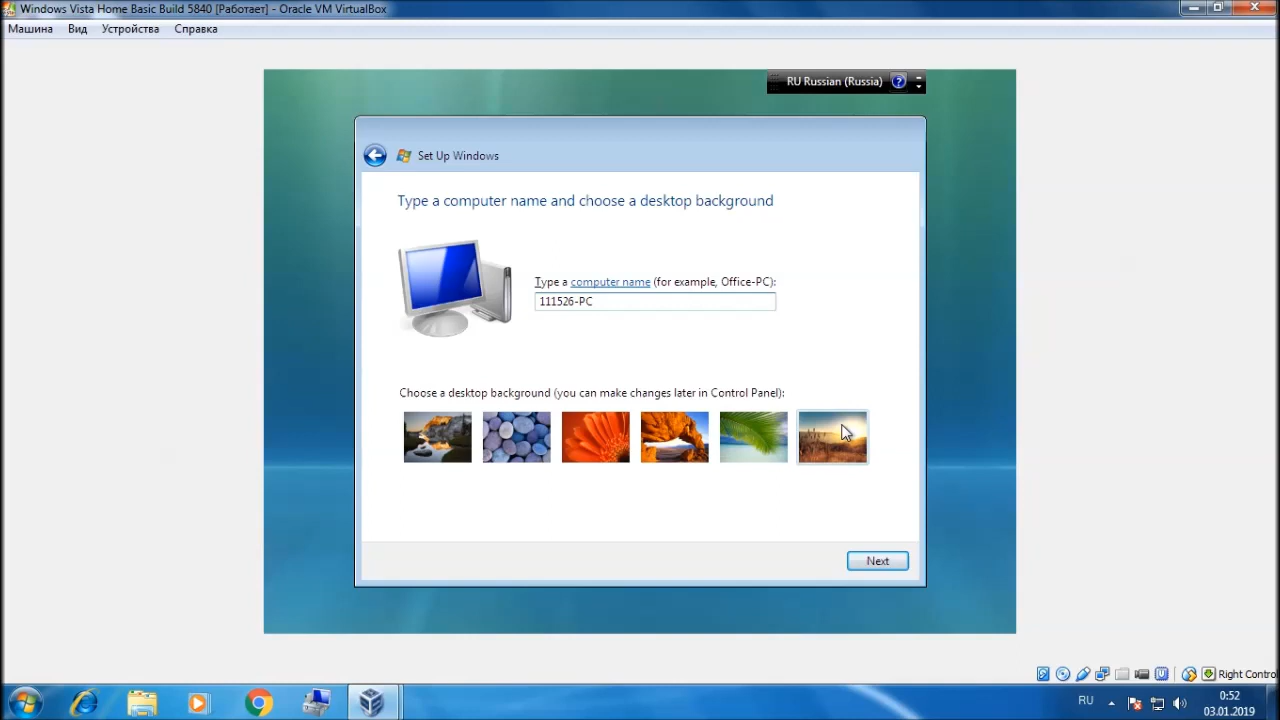 Windows Vista Home Basic Build 5840 [Работает] - Oracle VM VirtualBox
Машина Вид Устройства Справка
RU Russian (Russia)
Set Up Windows
Type a computer name and choose a desktop background
Type a computer name (for example, Office-PC):
111526-PC
Choose a desktop background (you can make changes later in Control Panel):
Next
Right Contro
RU
0:52
03.01.2019